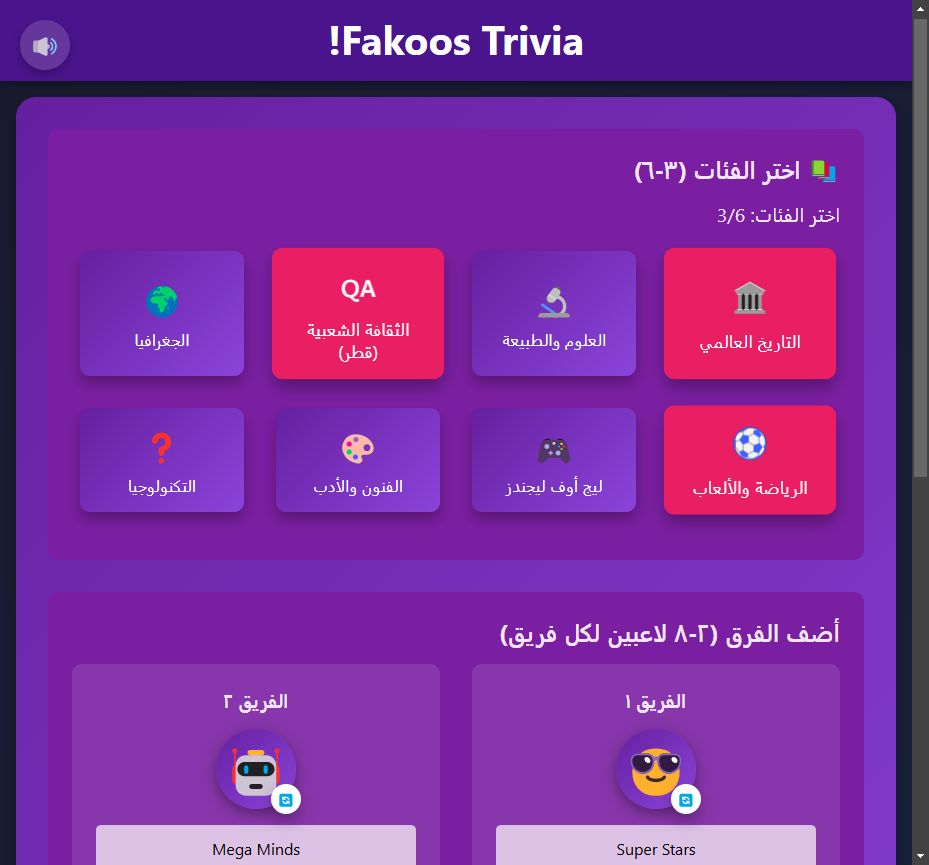 !Fakoos Trivia
اختر الفئات (٣-٦)
اختر الفئات: 3/6
التاريخ العالمي
العلوم والطبيعة
QA
الثقافة الشعبية
(قطر)
الجغرافيا
الرياضة والألعاب
ليج أوف ليجندز
الفنون والأدب
التكنولوجيا
أضف الفرق (٢-٨ لاعبين لكل فريق)
الفريق ١
الفريق ٢
Super Stars
Mega Minds